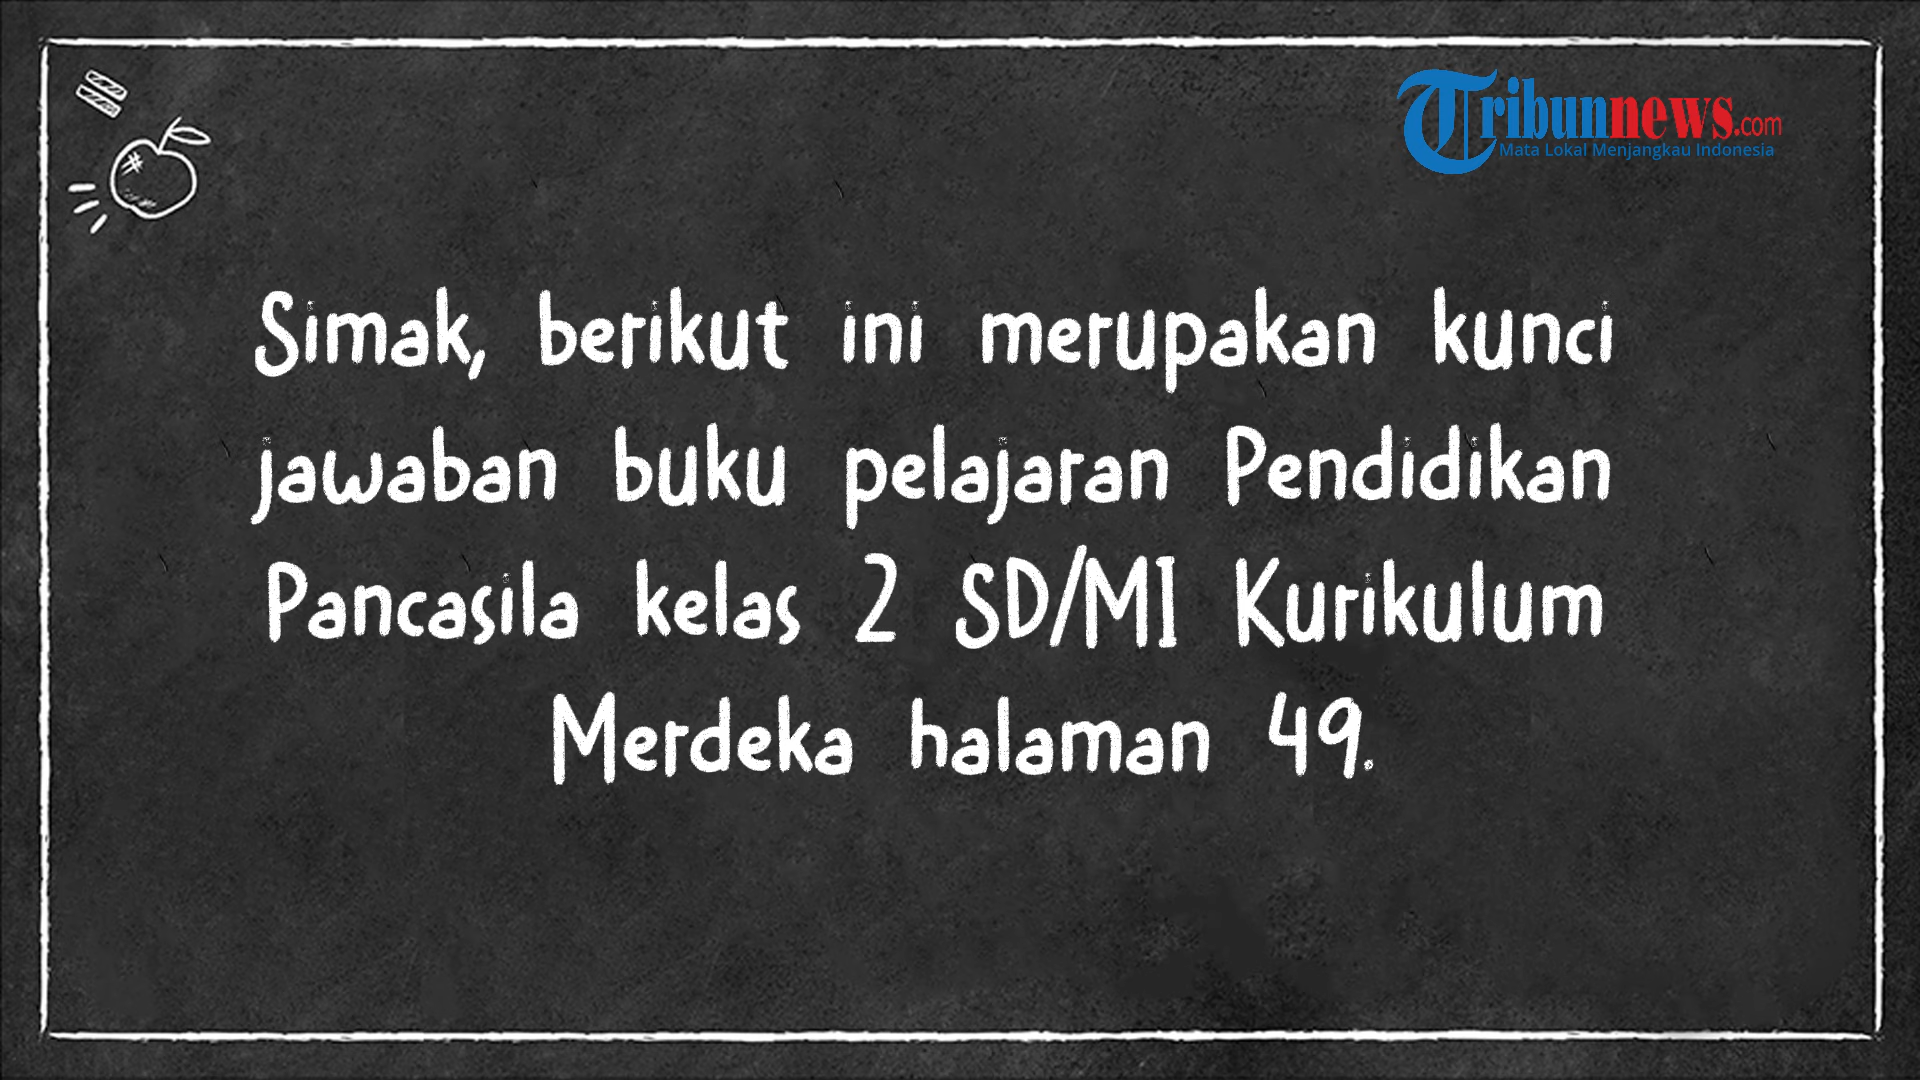 Tribunnews.com
Mata Lokal Menjangkau Indonesia
Simak, berikut ini merupakan kunci
jawaban buku pelajaran Pendidikan
Pancasila kelas 2 SD/MI Kurikulum
Merdeka halaman 49.